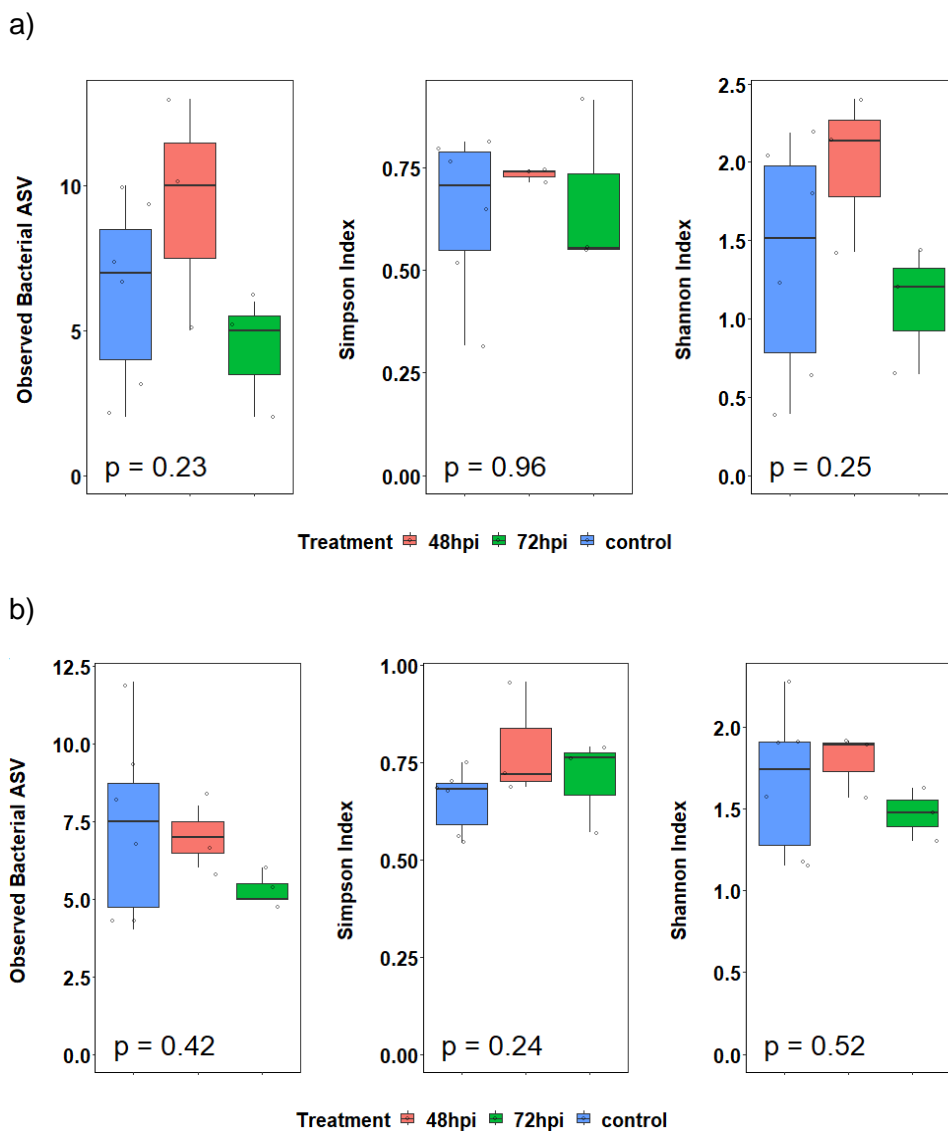 a)
Observed Bacterial ASV
10
5
0
p = 0.23
Simpson Index
0.75
0.50
0.25
0.00
p = 0.96
Shannon Index
2.5
2.0
1.5
1.0
0.5
0.0
p = 0.25
Treatment 48hpi 72hpi control
b)
Observed Bacterial ASV
12.5
10.0
7.5
5.0
2.5
0.0
p = 0.42
Simpson Index
1.00
0.75
0.50
0.25
0.00
p = 0.24
Shannon Index
2.0
1.5
1.0
0.5
0.0
p = 0.52
Treatment 48hpi 72hpi control